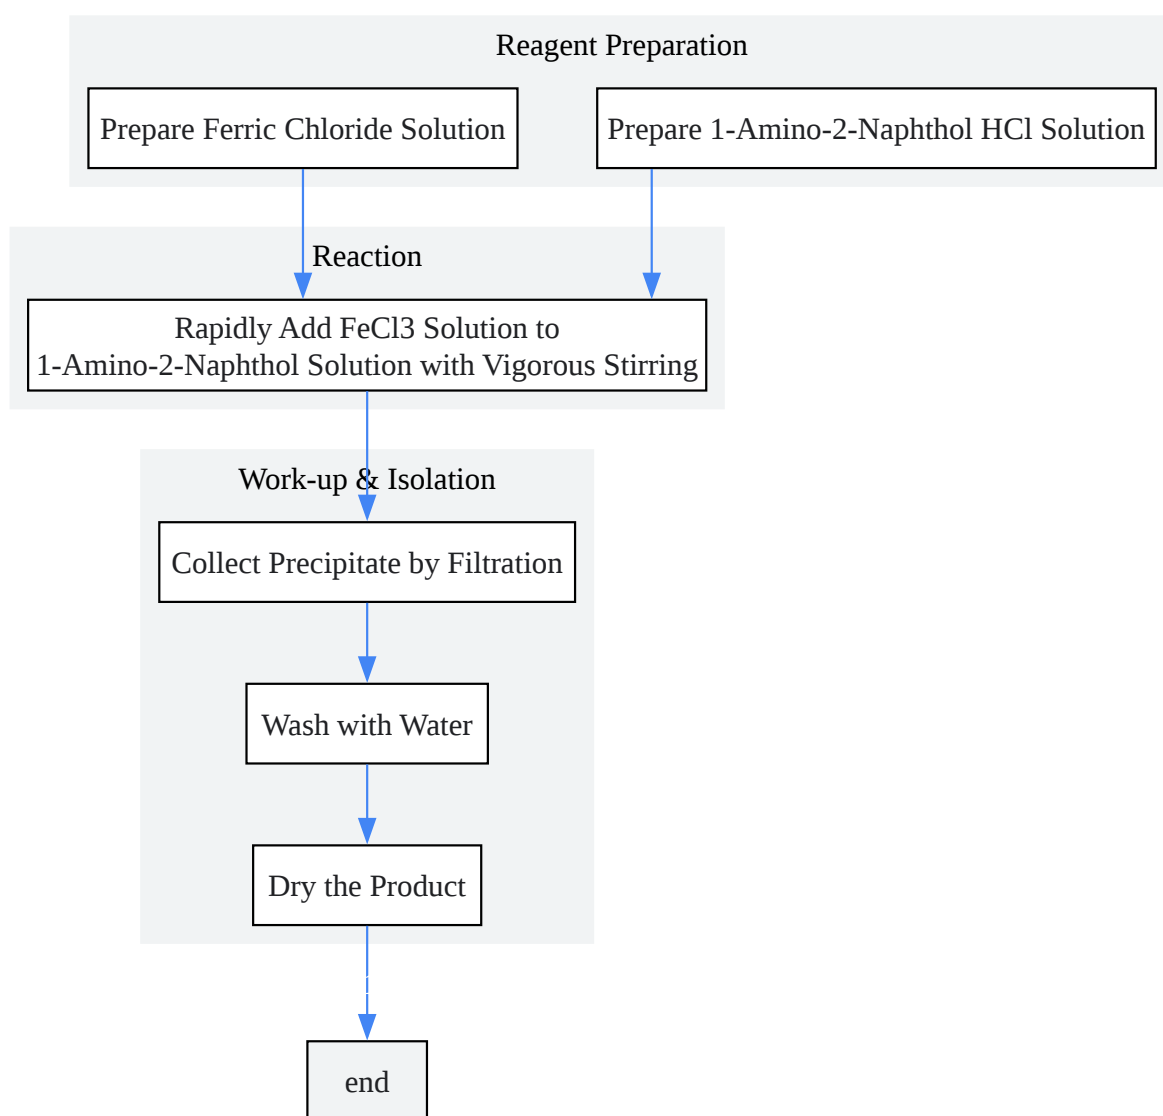 Reagent Preparation
Prepare Ferric Chloride Solution
Prepare 1-Amino-2-Naphthol HCl Solution
Reaction
Rapidly Add FeCl3 Solution to
1-Amino-2-Naphthol Solution with Vigorous Stirring
Work-up & Isolation
Collect Precipitate by Filtration
Wash with Water
Dry the Product
end